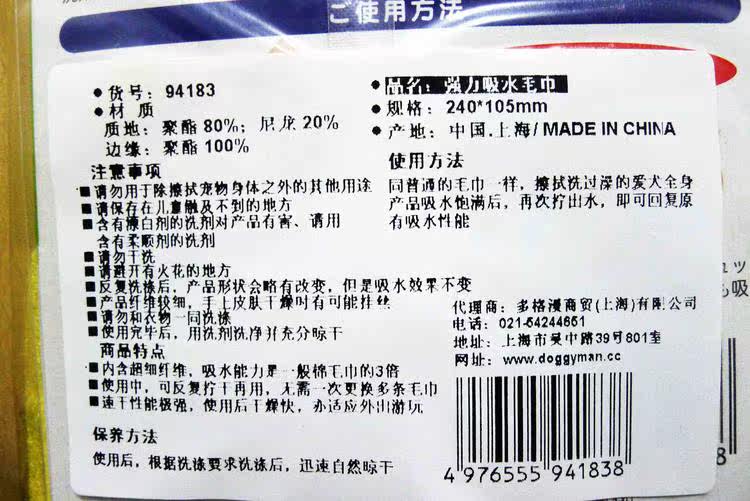 ご使用方法
●货号：94183
●材 质
质地：聚酯 80%；尼龙 20%
边缘：聚酯 100%
●品名：强力吸水毛巾
●规格：240*105mm
●产地：中国.上海/MADE IN CHINA
注意事项
■请勿用于除擦拭宠物身体之外的其他用途
■请保存在儿童触及不到的地方
■含有漂白剂的洗剂对产品有害、请用
含有柔顺剂的洗剂
■请勿干洗
■请避开有火花的地方
■反复洗涤后，产品形状会略有改变，但是吸水效果不变
■产品纤维较细，手上皮肤干燥时有可能挂丝
■请勿和衣物一同洗涤
■使用完毕后，用洗剂洗净并充分晾干
商品特点
■内含超细纤维，吸水能力是一般棉毛巾的3倍
■使用中，可反复拧干再用，无需一次更换多条毛巾
■速干性能极强，使用后干燥快，亦适应外出游玩
保养方法
使用后，根据洗涤要求洗涤后，迅速自然晾干
使用方法
同普通的毛巾一样，擦拭洗过澡的爱犬全身
产品吸水饱满后，再次拧出水，即可回复原
有吸水性能
代理商：多格漫商贸(上海)有限公司
电话：021-54244651
地址：上海市吴中路39号801室
网址：www.doggyman.cc
4 976555 941838
ュッ
も吸
8